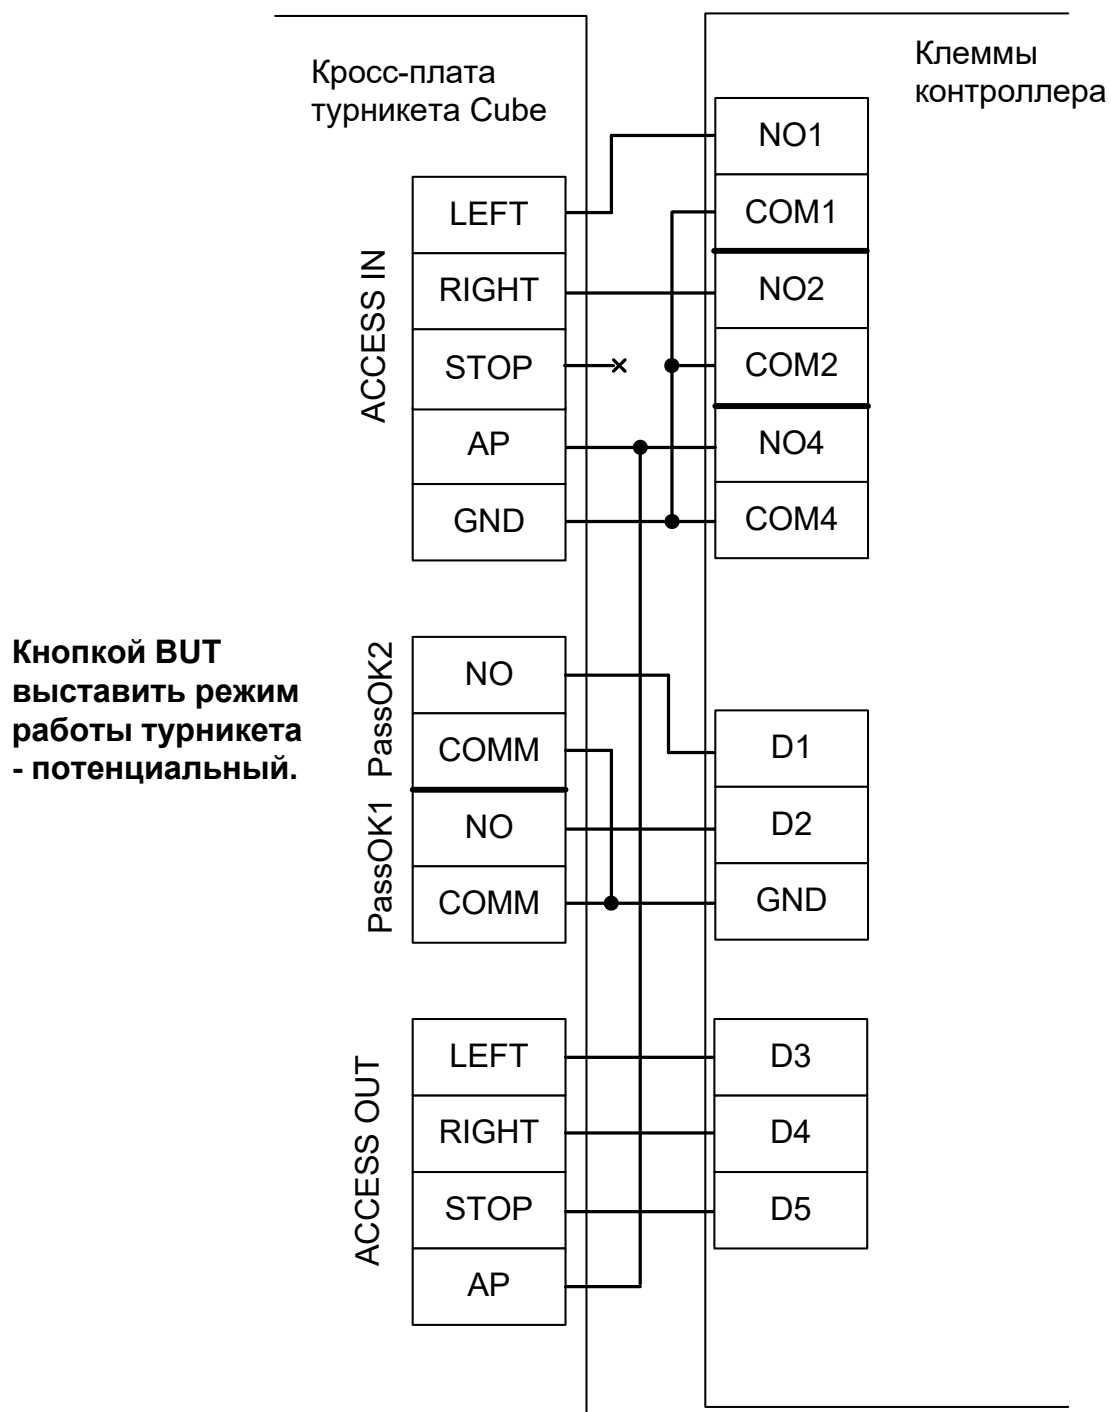 Кросс-плата
турникета Cube
Клеммы
контроллера
ACCESS IN
LEFT
RIGHT
STOP
AP
GND
NO1
COM1
NO2
COM2
NO4
COM4
Кнопкой BUT
выставить режим
работы турникета
- потенциальный.
PassOK2
NO
COMM
PassOK1
NO
COMM
D1
D2
GND
ACCESS OUT
LEFT
RIGHT
STOP
AP
D3
D4
D5